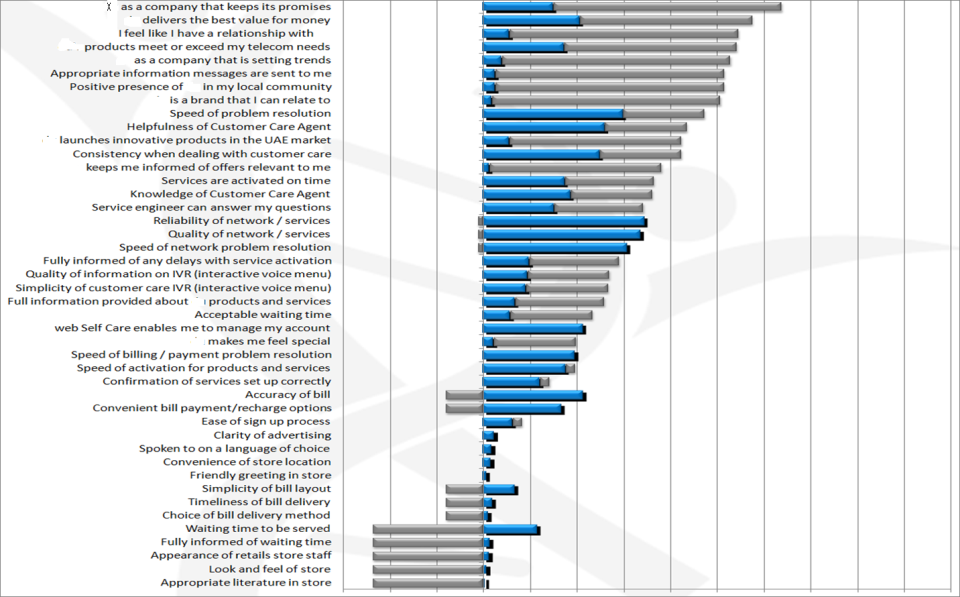 X as a company that keeps its promises
delivers the best value for money
I feel like I have a relationship with
products meet or exceed my telecom needs
as a company that is setting trends
Appropriate information messages are sent to me
Positive presence of in my local community
is a brand that I can relate to
Speed of problem resolution
Helpfulness of Customer Care Agent
launches innovative products in the UAE market
Consistency when dealing with customer care
keeps me informed of offers relevant to me
Services are activated on time
Knowledge of Customer Care Agent
Service engineer can answer my questions
Reliability of network / services
Quality of network / services
Speed of network problem resolution
Fully informed of any delays with service activation
Quality of information on IVR (interactive voice menu)
Simplicity of customer care IVR (interactive voice menu)
Full information provided about products and services
Acceptable waiting time
web Self Care enables me to manage my account
makes me feel special
Speed of billing / payment problem resolution
Speed of activation for products and services
Confirmation of services set up correctly
Accuracy of bill
Convenient bill payment/recharge options
Ease of sign up process
Clarity of advertising
Spoken to on a language of choice
Convenience of store location
Friendly greeting in store
Simplicity of bill layout
Timeliness of bill delivery
Choice of bill delivery method
Waiting time to be served
Fully informed of waiting time
Appearance of retails store staff
Look and feel of store
Appropriate literature in store